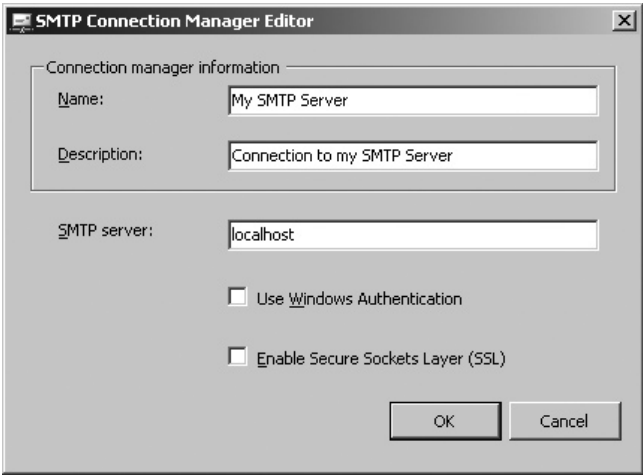 SMTP Connection Manager Editor
Connection manager information
Name: My SMTP Server
Description: Connection to my SMTP Server
SMTP server: localhost
Use Windows Authentication
Enable Secure Sockets Layer (SSL)
OK Cancel